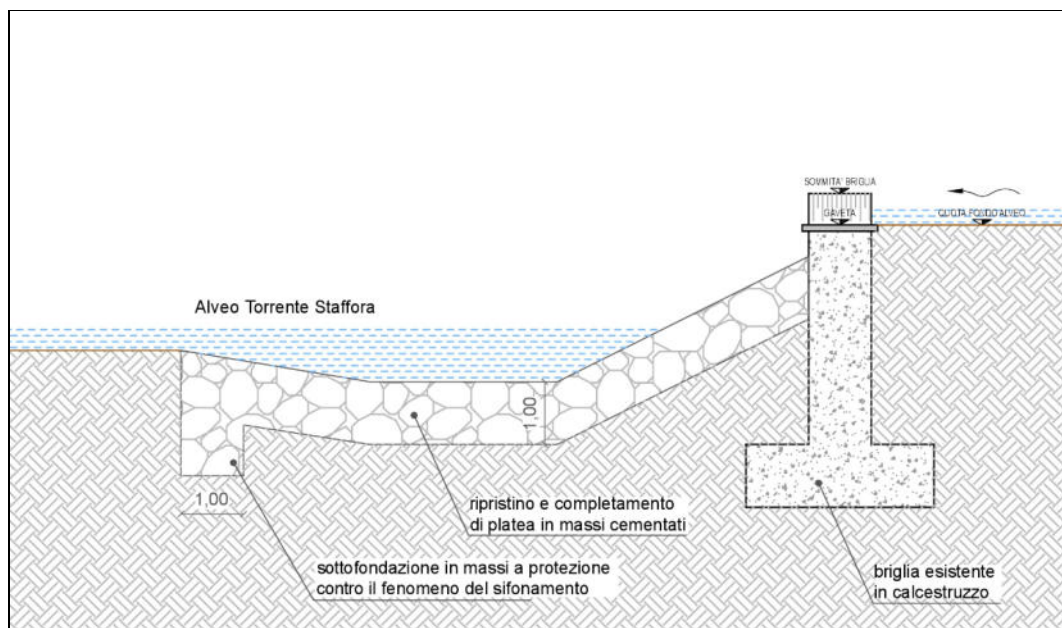 SOMMITA' BRIGLIA
GAVETA
QUOTA FONDO ALVEO
Alveo Torrente Staffora
1,00
1,00
ripristino e completamento
di platea in massi cementati
sottofondazione in massi a protezione
contro il fenomeno del sifonamento
briglia esistente
in calcestruzzo